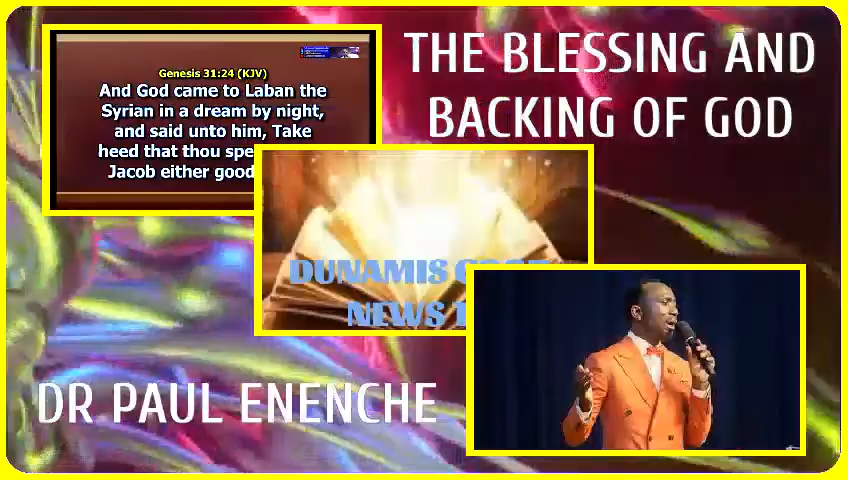 THE BLESSING AND
BACKING OF GOD
Genesis 31:24 (KJV)
And God came to Laban the
Syrian in a dream by night,
and said unto him, Take
heed that thou spe
Jacob either good
DUNAMIS
NEWS
DR PAUL ENENCHE